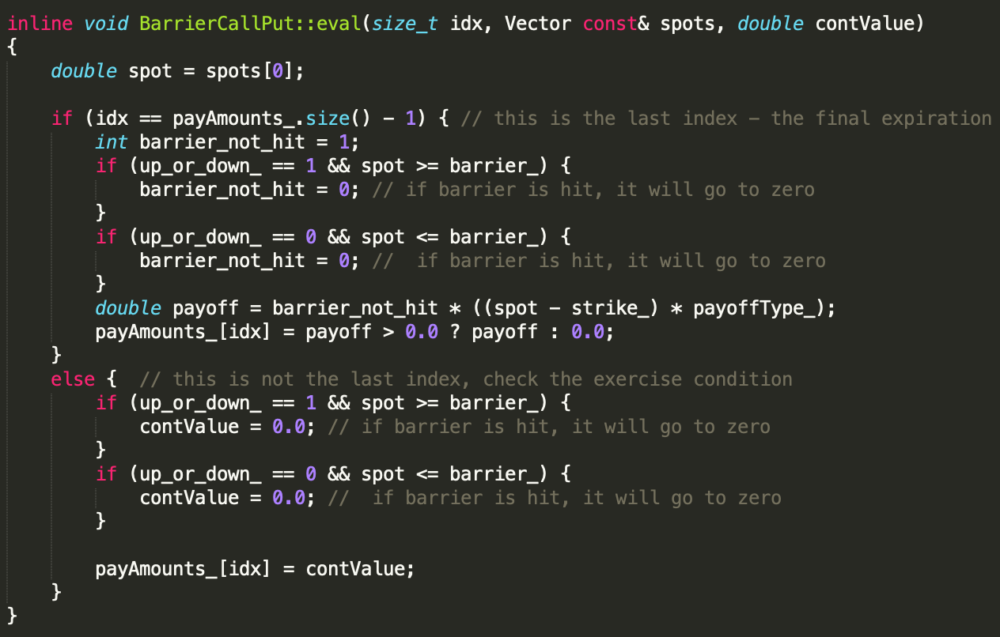 inline void BarrierCallPut::eval(size_t idx, Vector const& spots, double contValue)
{
    double spot = spots[0];

    if (idx == payAmounts_.size() - 1) { // this is the last index - the final expiration
        int barrier_not_hit = 1;
        if (up_or_down_ == 1 && spot >= barrier_) {
            barrier_not_hit = 0; // if barrier is hit, it will go to zero
        }
        if (up_or_down_ == 0 && spot <= barrier_) {
            barrier_not_hit = 0; //  if barrier is hit, it will go to zero
        }
        double payoff = barrier_not_hit * ((spot - strike_) * payoffType_);
        payAmounts_[idx] = payoff > 0.0 ? payoff : 0.0;
    }
    else {  // this is not the last index, check the exercise condition
        if (up_or_down_ == 1 && spot >= barrier_) {
            contValue = 0.0; // if barrier is hit, it will go to zero
        }
        if (up_or_down_ == 0 && spot <= barrier_) {
            contValue = 0.0; //  if barrier is hit, it will go to zero
        }

        payAmounts_[idx] = contValue;
    }
}